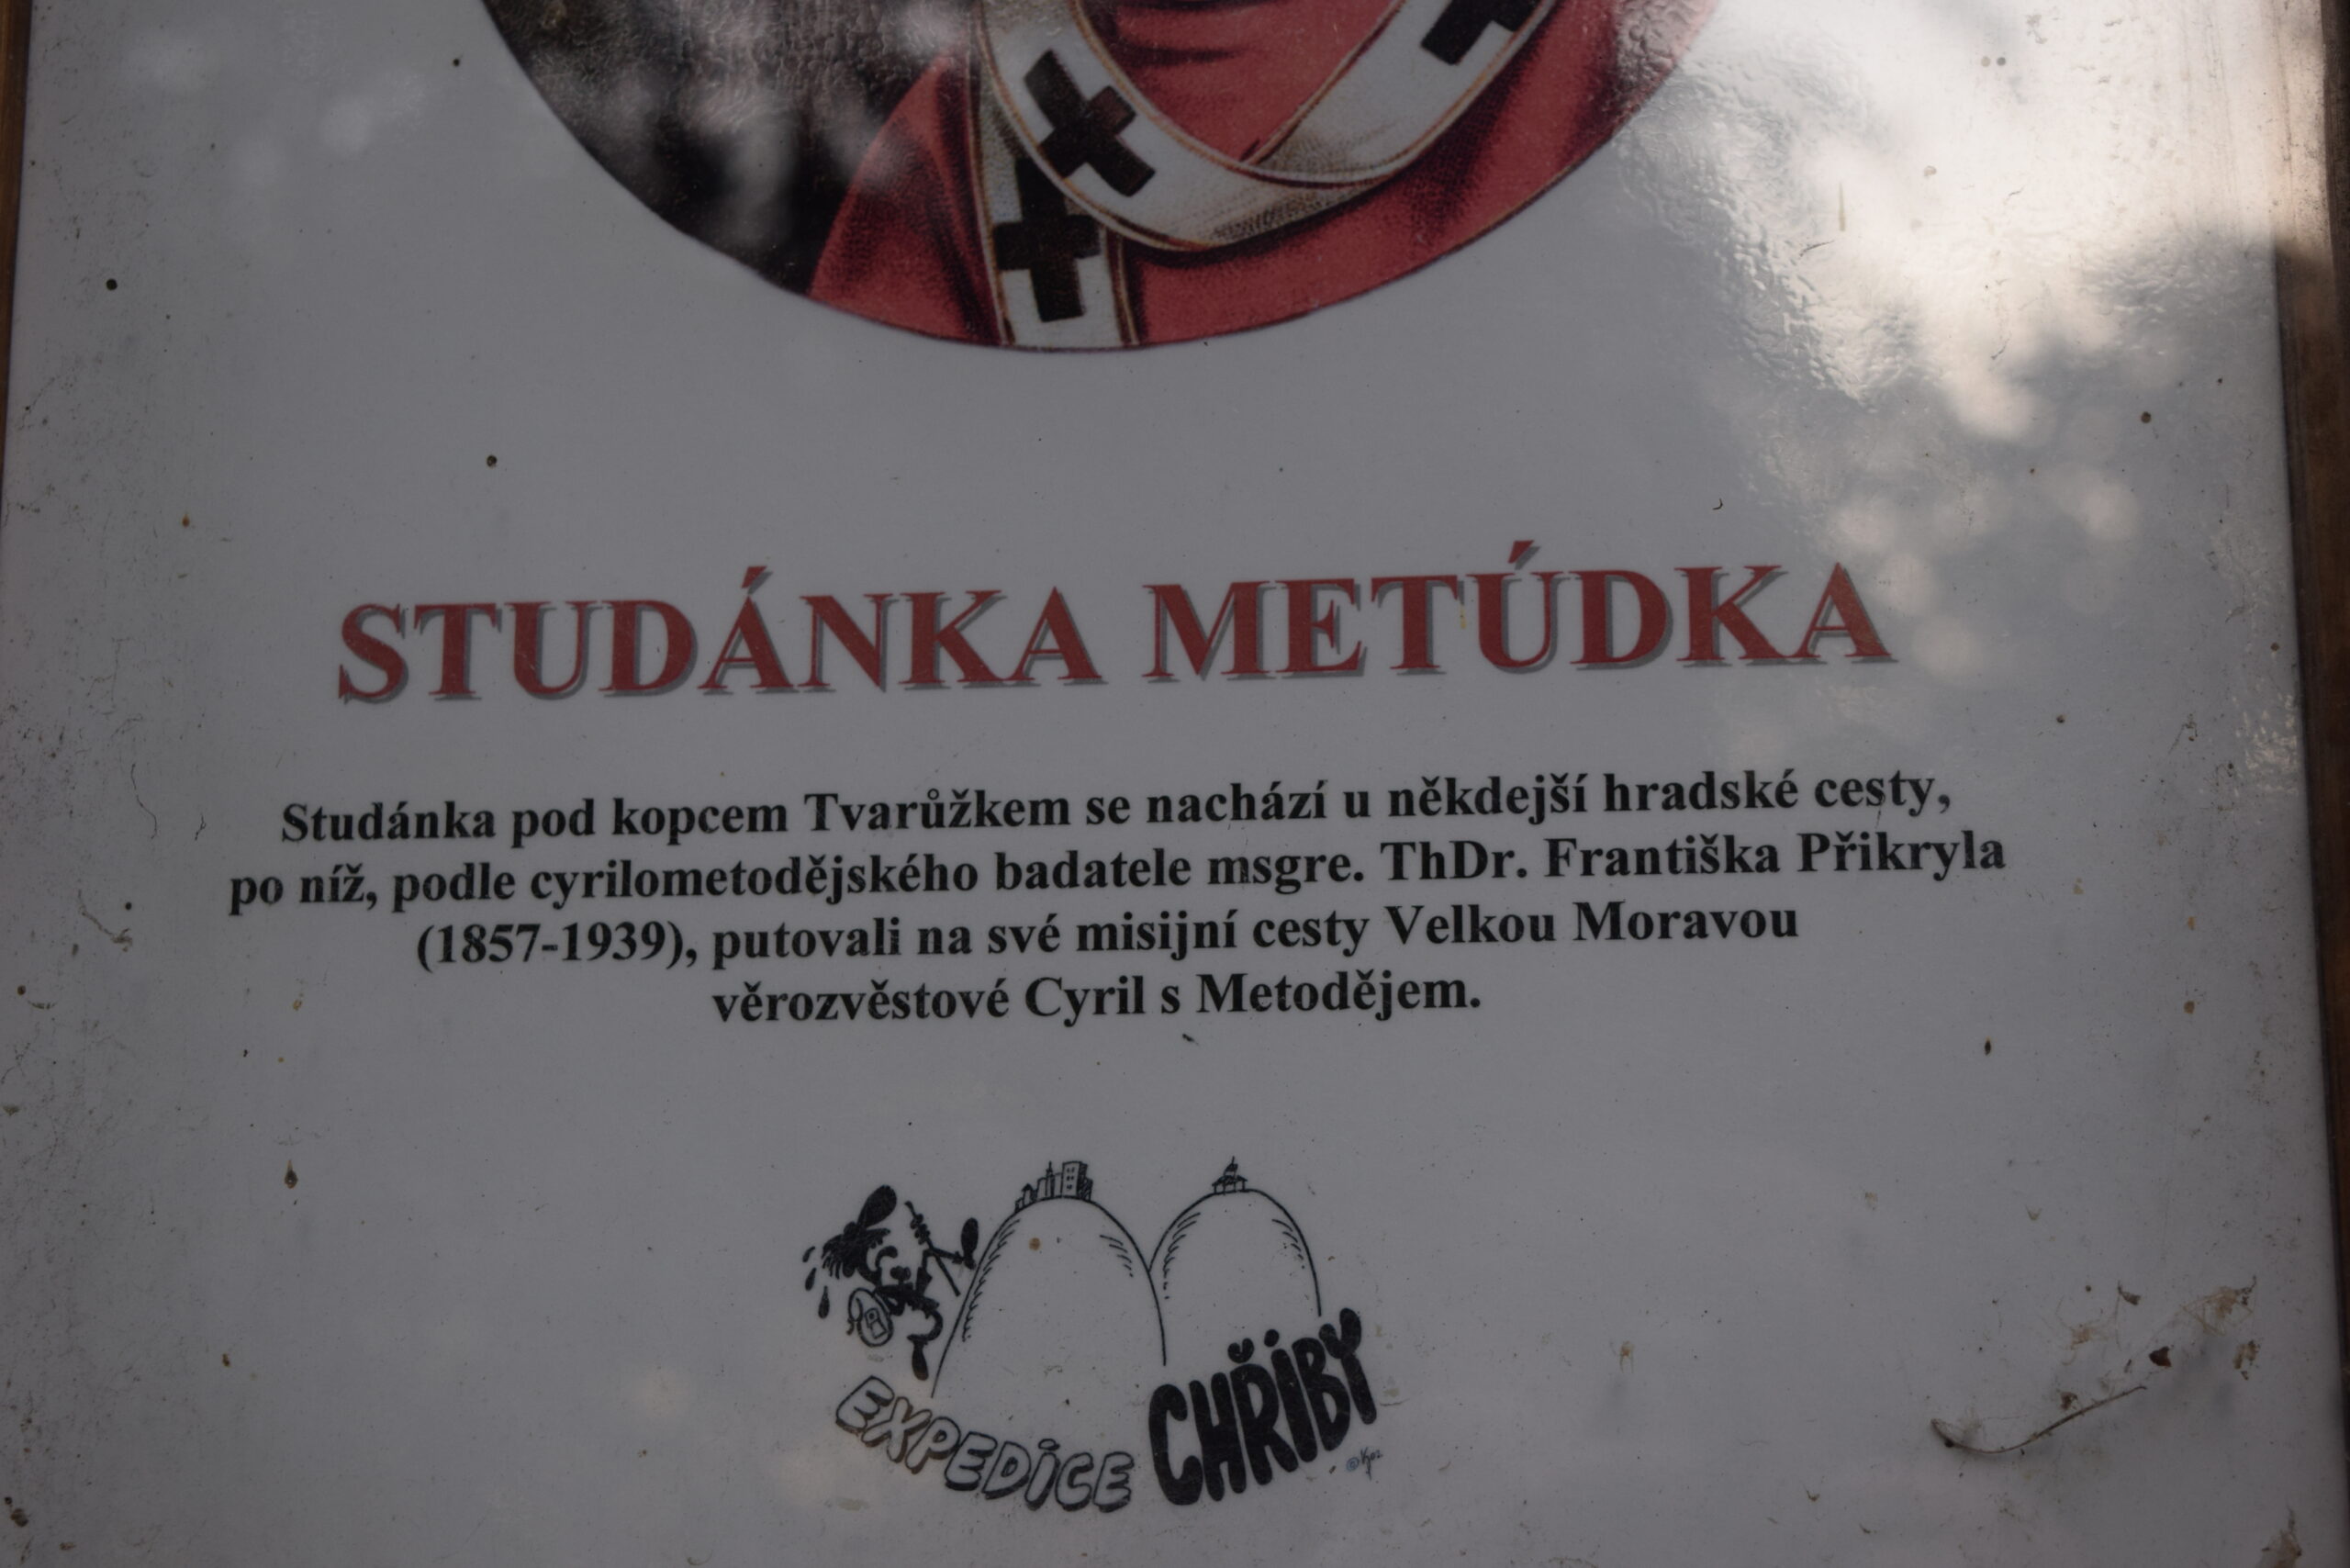 STUDÁNKA METÚDKA
Studánka pod kopcem Tvarůžkem se nachází u někdejší hradské cesty,
po níž, podle cyrilometodějského badatele msgre. ThDr. Františka Přikryla
(1857-1939), putovali na své misijní cesty Velkou Moravou
věrozvěstové Cyril s Metodějem.
EXPEDICE CHŘIBY